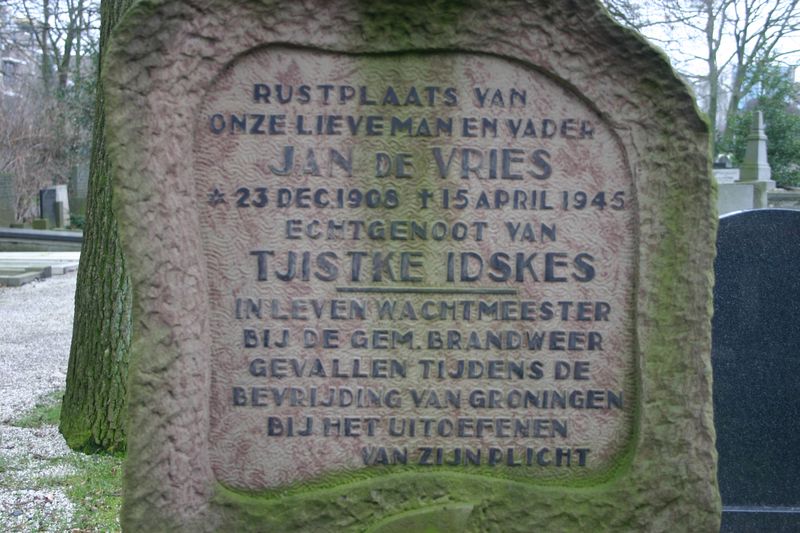 RUSTPLAATS VAN
ONZE LIEVE MAN EN VADER
JAN DE VRIES
* 23 DEC. 1908 † 15 APRIL 1945
ECHTGENOOT VAN
TJISTKE IDSKES
IN LEVEN WACHTMEESTER
BIJ DE GEM. BRANDWEER
GEVALLEN TIJDENS DE
BEVRIJDING VAN GRONINGEN
BIJ HET UITOEFENEN
VAN ZIJN PLICHT